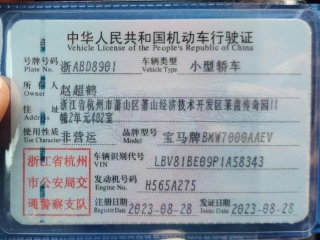 中华人民共和国机动车行驶证
Vehicle License of the People's Republic of China
号牌号码 浙ABD8901 车辆类型 小型轿车
Plate No. Vehicle Type
所有人 赵超鹤
Owner
住址 浙江省杭州市萧山区萧山经济技术开发区 传奇园11
Address 幢2单元402室
使用性质 非营运 品牌型号 宝马牌BMW7000AAEV
Use Character Model
浙江省杭州 车辆识别代号 LBV81BE09P1A58343
VIN
市公安局交 发动机号码 H565A275
Engine No.
通警察支队 注册日期 2023-08-28 发证日期 2023-08-28
Register Date Issue Date